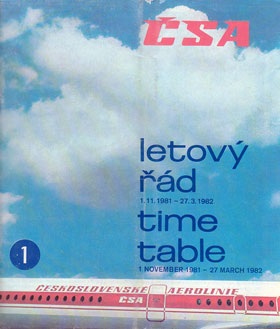 ČSA
letový
řád
1.11.1981 – 27.3.1982
time
table
1 NOVEMBER 1981 – 27 MARCH 1982
1
ČESKOSLOVENSKÉ AEROLINIE
ČSA